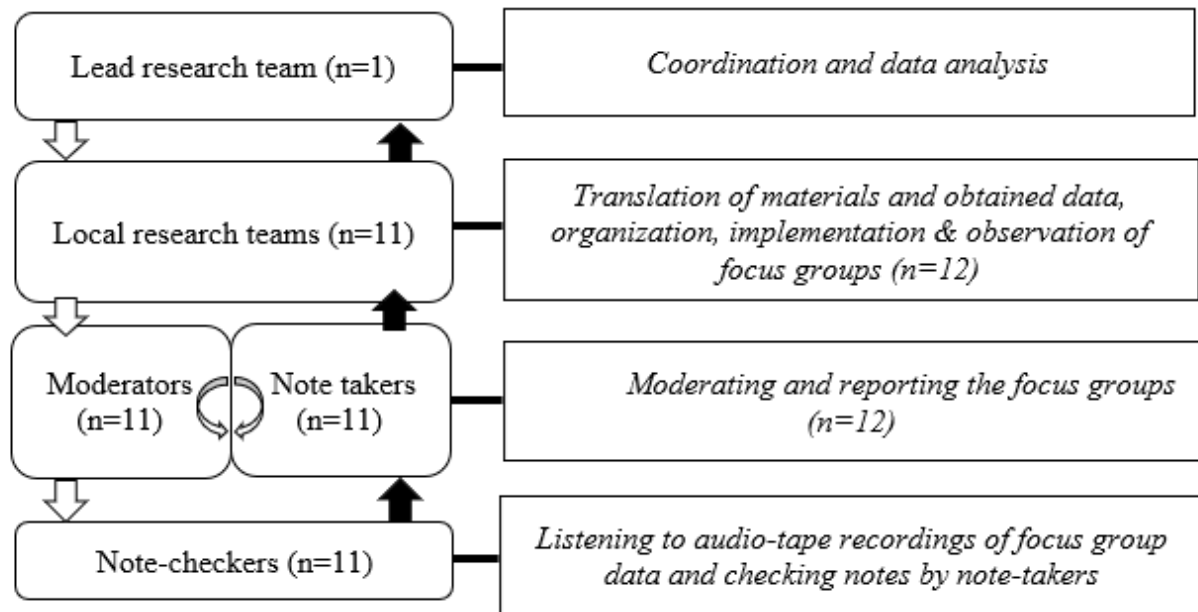 Lead research team (n=1)
Coordination and data analysis
Local research teams (n=11)
Translation of materials and obtained data,
organization, implementation & observation of
focus groups (n=12)
Moderators
(n=11)
Note takers
(n=11)
Moderating and reporting the focus groups
(n=12)
Note-checkers (n=11)
Listening to audio-tape recordings of focus group
data and checking notes by note-takers